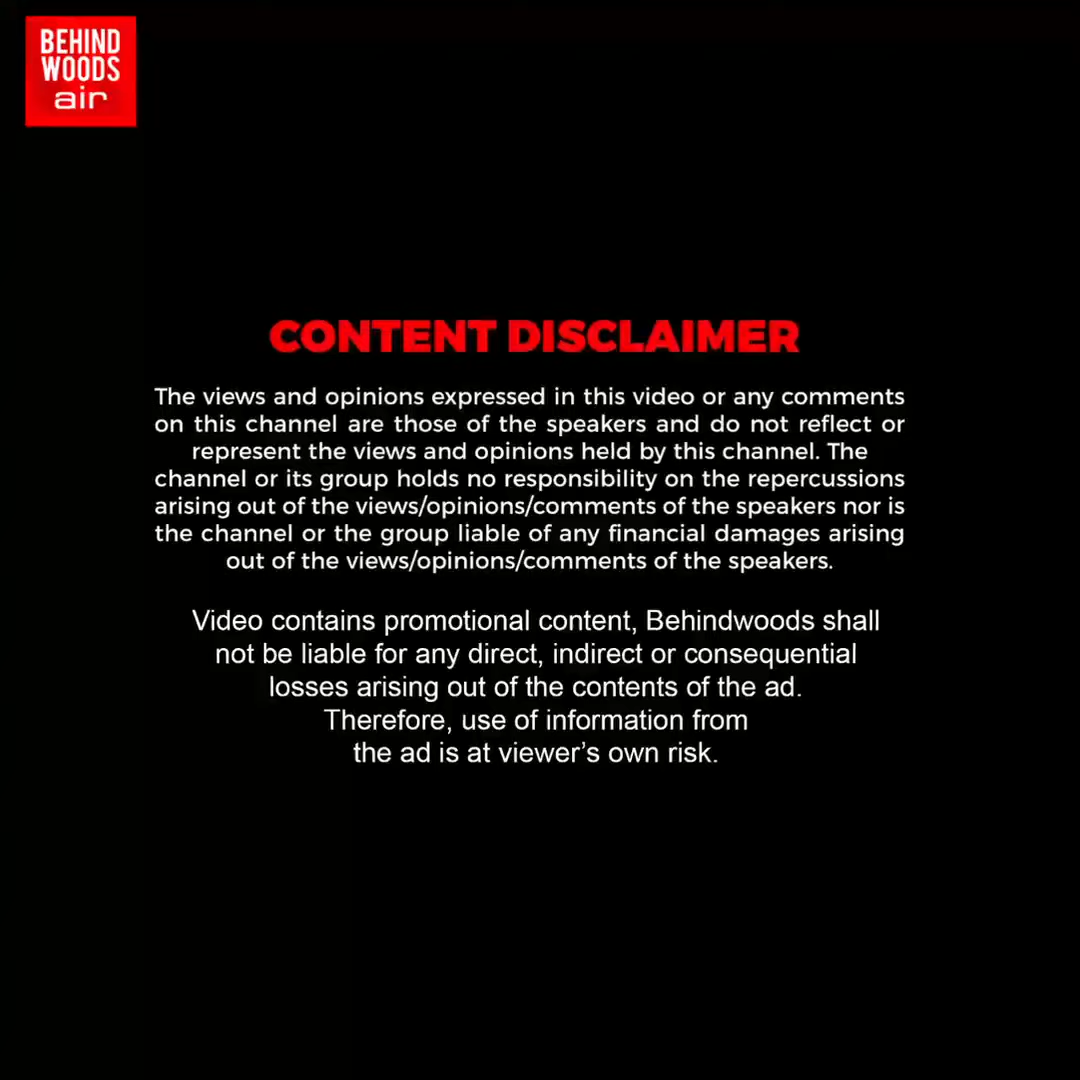 BEHIND
WOODS
air
CONTENT DISCLAIMER
The views and opinions expressed in this video or any comments
on this channel are those of the speakers and do not reflect or
represent the views and opinions held by this channel. The
channel or its group holds no responsibility on the repercussions
arising out of the views/opinions/comments of the speakers nor is
the channel or the group liable of any financial damages arising
out of the views/opinions/comments of the speakers.
Video contains promotional content, Behindwoods shall
not be liable for any direct, indirect or consequential
losses arising out of the contents of the ad.
Therefore, use of information from
the ad is at viewer’s own risk.